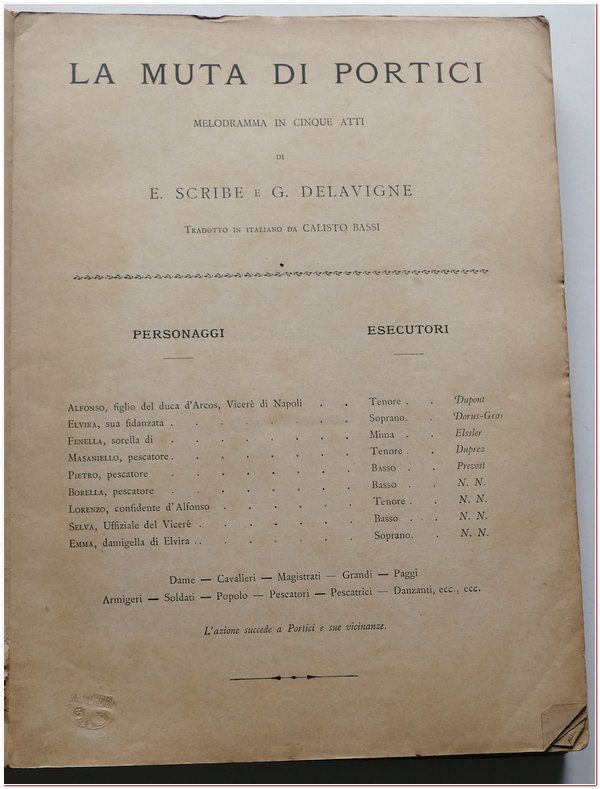 LA MUTA DI PORTICI
MELODRAMMA IN CINQUE ATTI
DI
E. SCRIBE E G. DELAVIGNE
TRADOTTO IN ITALIANO DA CALISTO BASSI
PERSONAGGI ESECUTORI
ALFONSO, figlio del duca d'Arcos, Vicerè di Napoli . . Tenore . . Dupont
ELVIRA, sua fidanzata . . . . . . . Soprano. . Dorus-Gras
FENELLA, sorella di . . . . . . . Mima . . Elssler
MASANIELLO, pescatore . . . . . . . Tenore . . Duprez
PIETRO, pescatore . . . . . . . Basso . . Prevost
BORELLA, pescatore . . . . . . . Basso . . N. N.
LORENZO, confidente d'Alfonso . . . . . Tenore . . N. N.
SELVA, Uffiziale del Vicerè . . . . . . Basso . . . N. N.
EMMA, damigella di Elvira . . . . . . . Soprano. . N. N.
Dame — Cavalieri — Magistrati — Grandi — Paggi
Armigeri — Soldati — Popolo — Pescatori — Pescatrici — Danzanti, ecc., ecc.
L'azione succede a Portici e sue vicinanze.